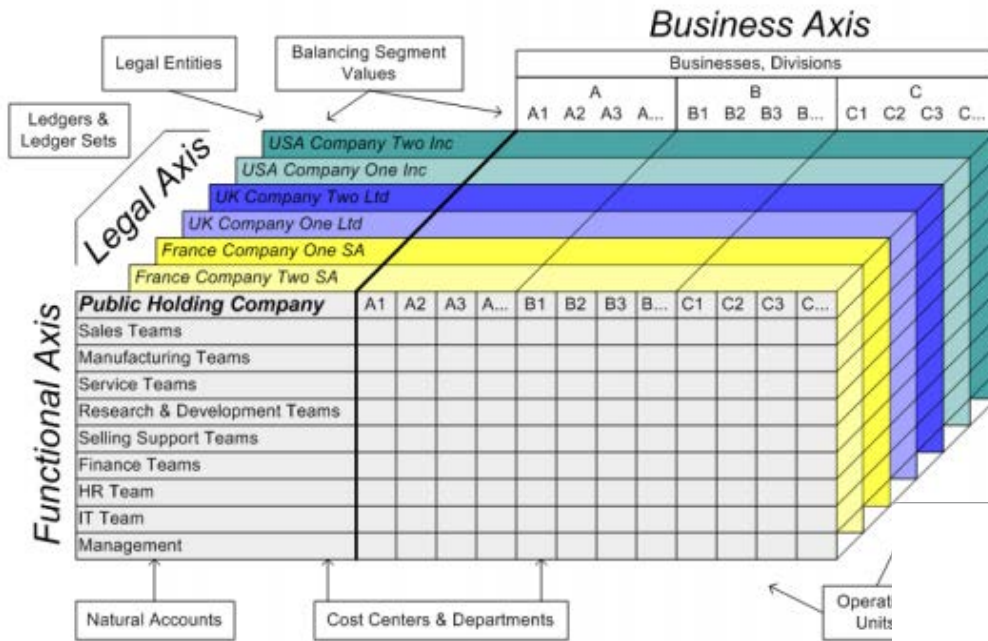 Business Axis
Legal Entities
Balancing Segment
Values
Businesses, Divisions
A
B
C
A1 A2 A3 A... B1 B2 B3 B... C1 C2 C3 C...
Ledgers &
Ledger Sets
Legal Axis
USA Company Two Inc
USA Company One Inc
UK Company Two Ltd
UK Company One Ltd
France Company One SA
France Company Two SA
Functional Axis
Public Holding Company A1 A2 A3 A... B1 B2 B3 B... C1 C2 C3 C...
Sales Teams
Manufacturing Teams
Service Teams
Research & Development Teams
Selling Support Teams
Finance Teams
HR Team
IT Team
Management
Natural Accounts
Cost Centers & Departments
Operat
Units